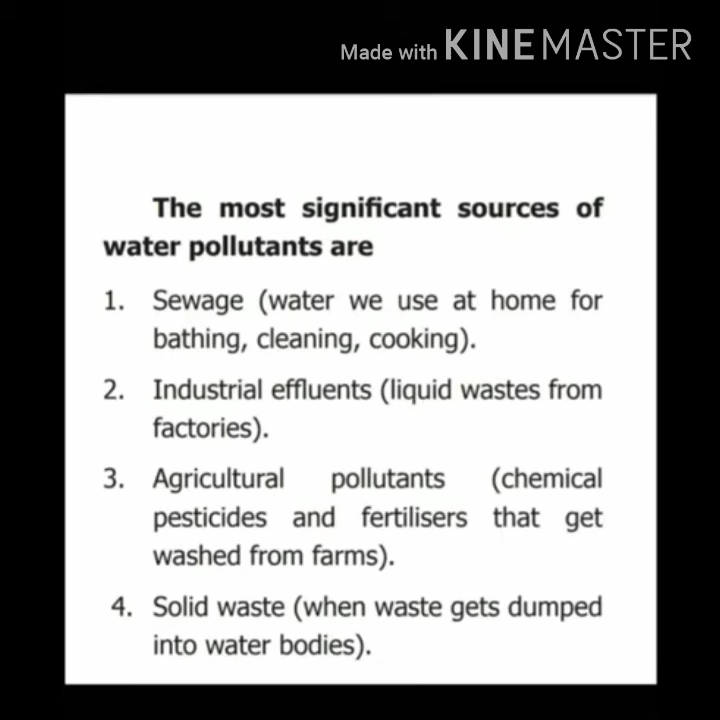 Made with KINEMASTER
The most significant sources of
water pollutants are
1. Sewage (water we use at home for
bathing, cleaning, cooking).
2. Industrial effluents (liquid wastes from
factories).
3. Agricultural pollutants (chemical
pesticides and fertilisers that get
washed from farms).
4. Solid waste (when waste gets dumped
into water bodies).